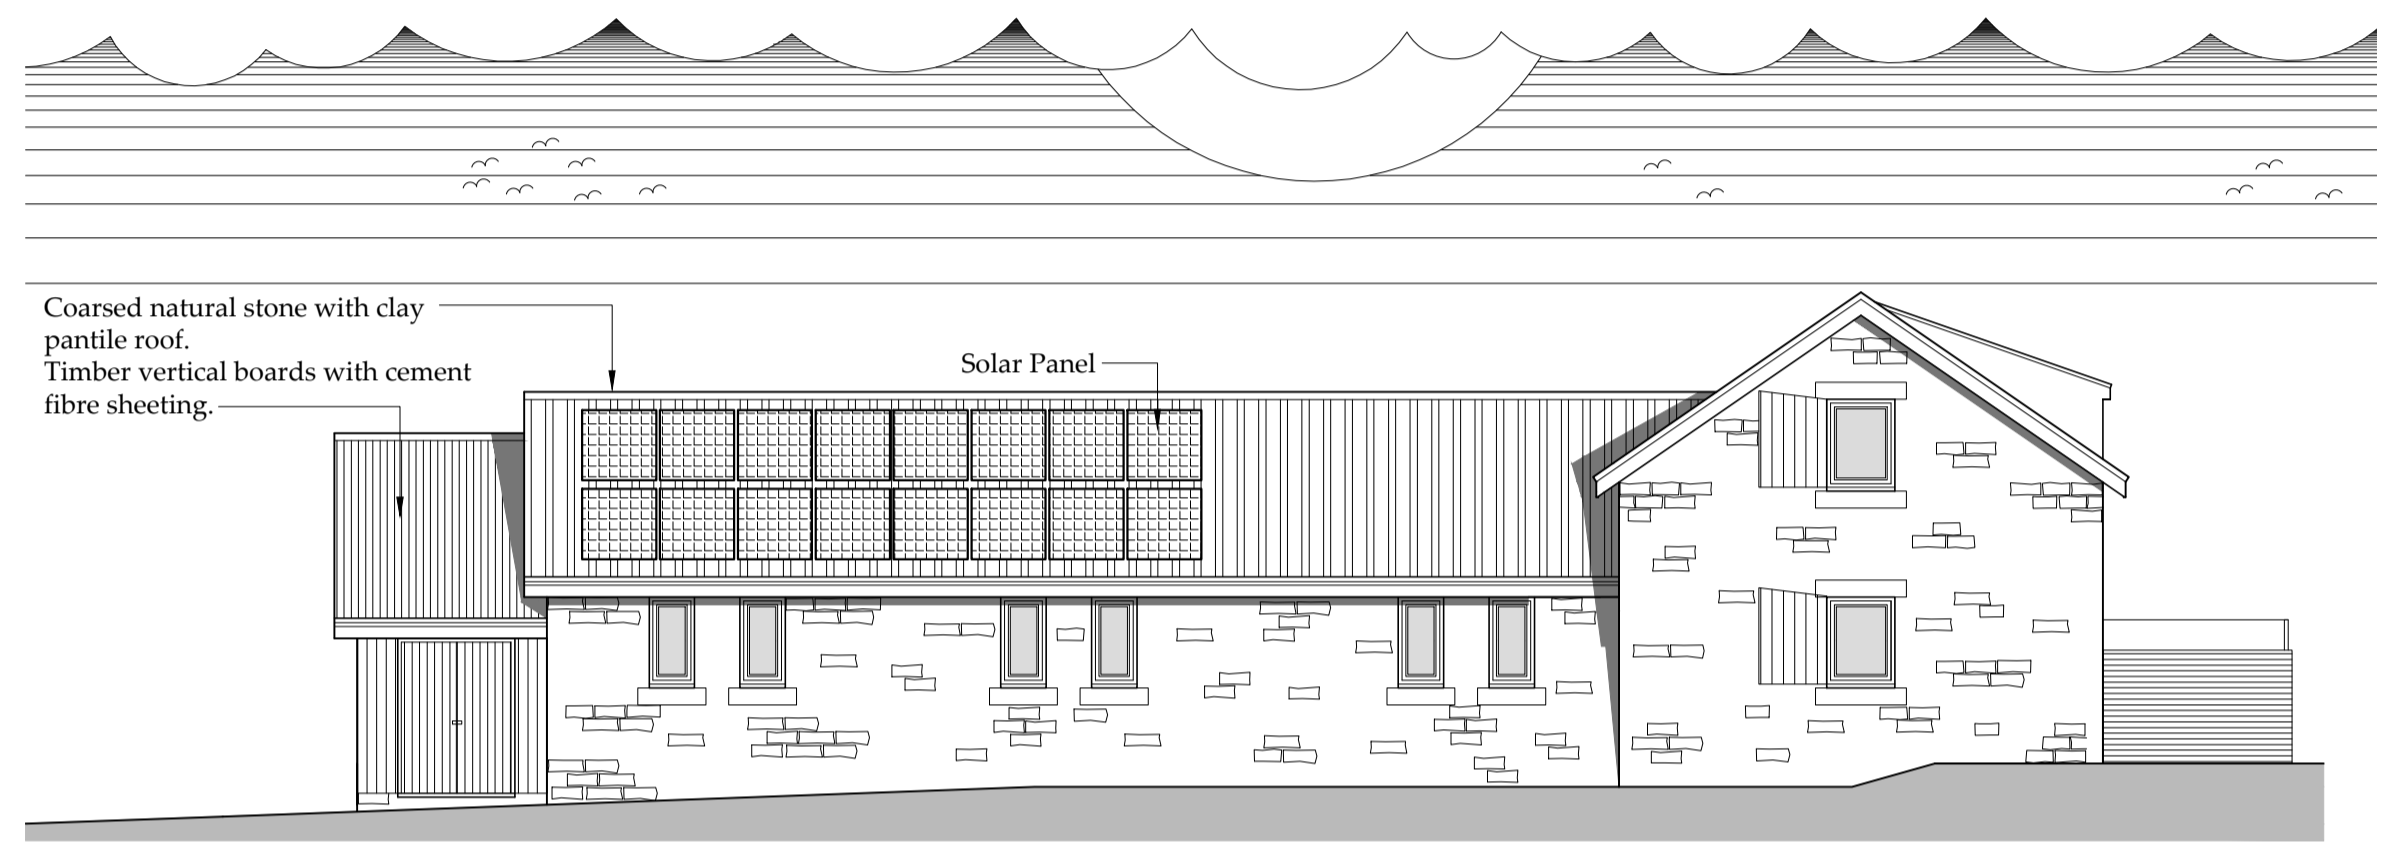 Coarsed natural stone with clay
pantile roof.
Timber vertical boards with cement
fibre sheeting.
Solar Panel